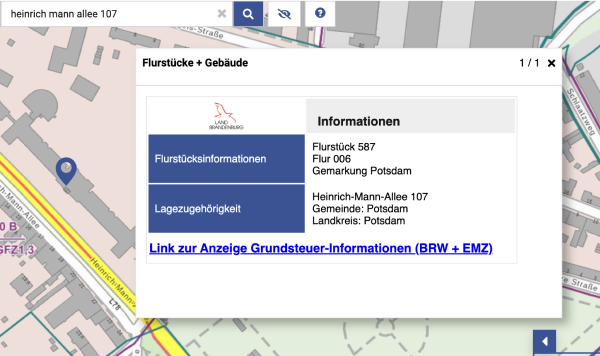 heinrich mann allee 107
-Straße
Flurstücke + Gebäude
1 / 1
LAND
BRANDENBURG
Informationen
Flurstücksinformationen
Flurstück 587
Flur 006
Gemarkung Potsdam
Lagezugehörigkeit
Heinrich-Mann-Allee 107
Gemeinde: Potsdam
Landkreis: Potsdam
Link zur Anzeige Grundsteuer-Informationen (BRW + EMZ)
Schlaatzweg
-Mann-Allee
0 B
GFZ1,3
Heinrich-Mann-
L78
Straße